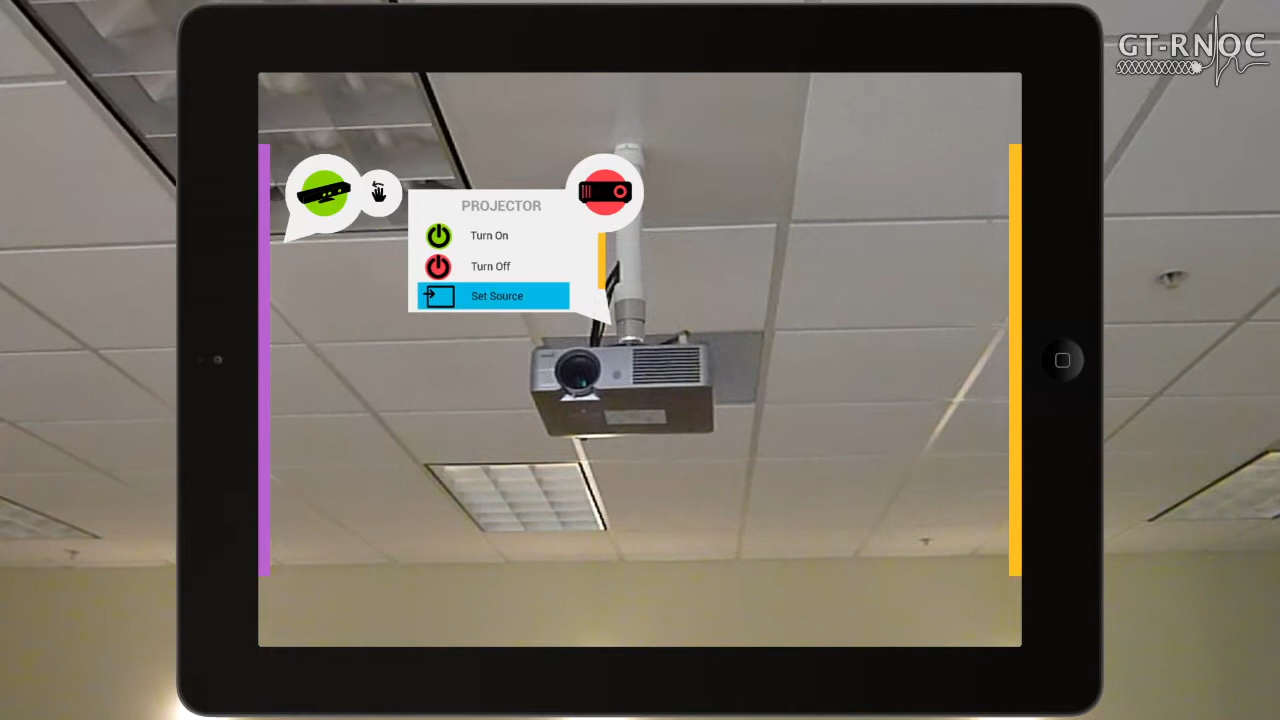 GT-RNOC
PROJECTOR
Turn On
Turn Off
Set Source